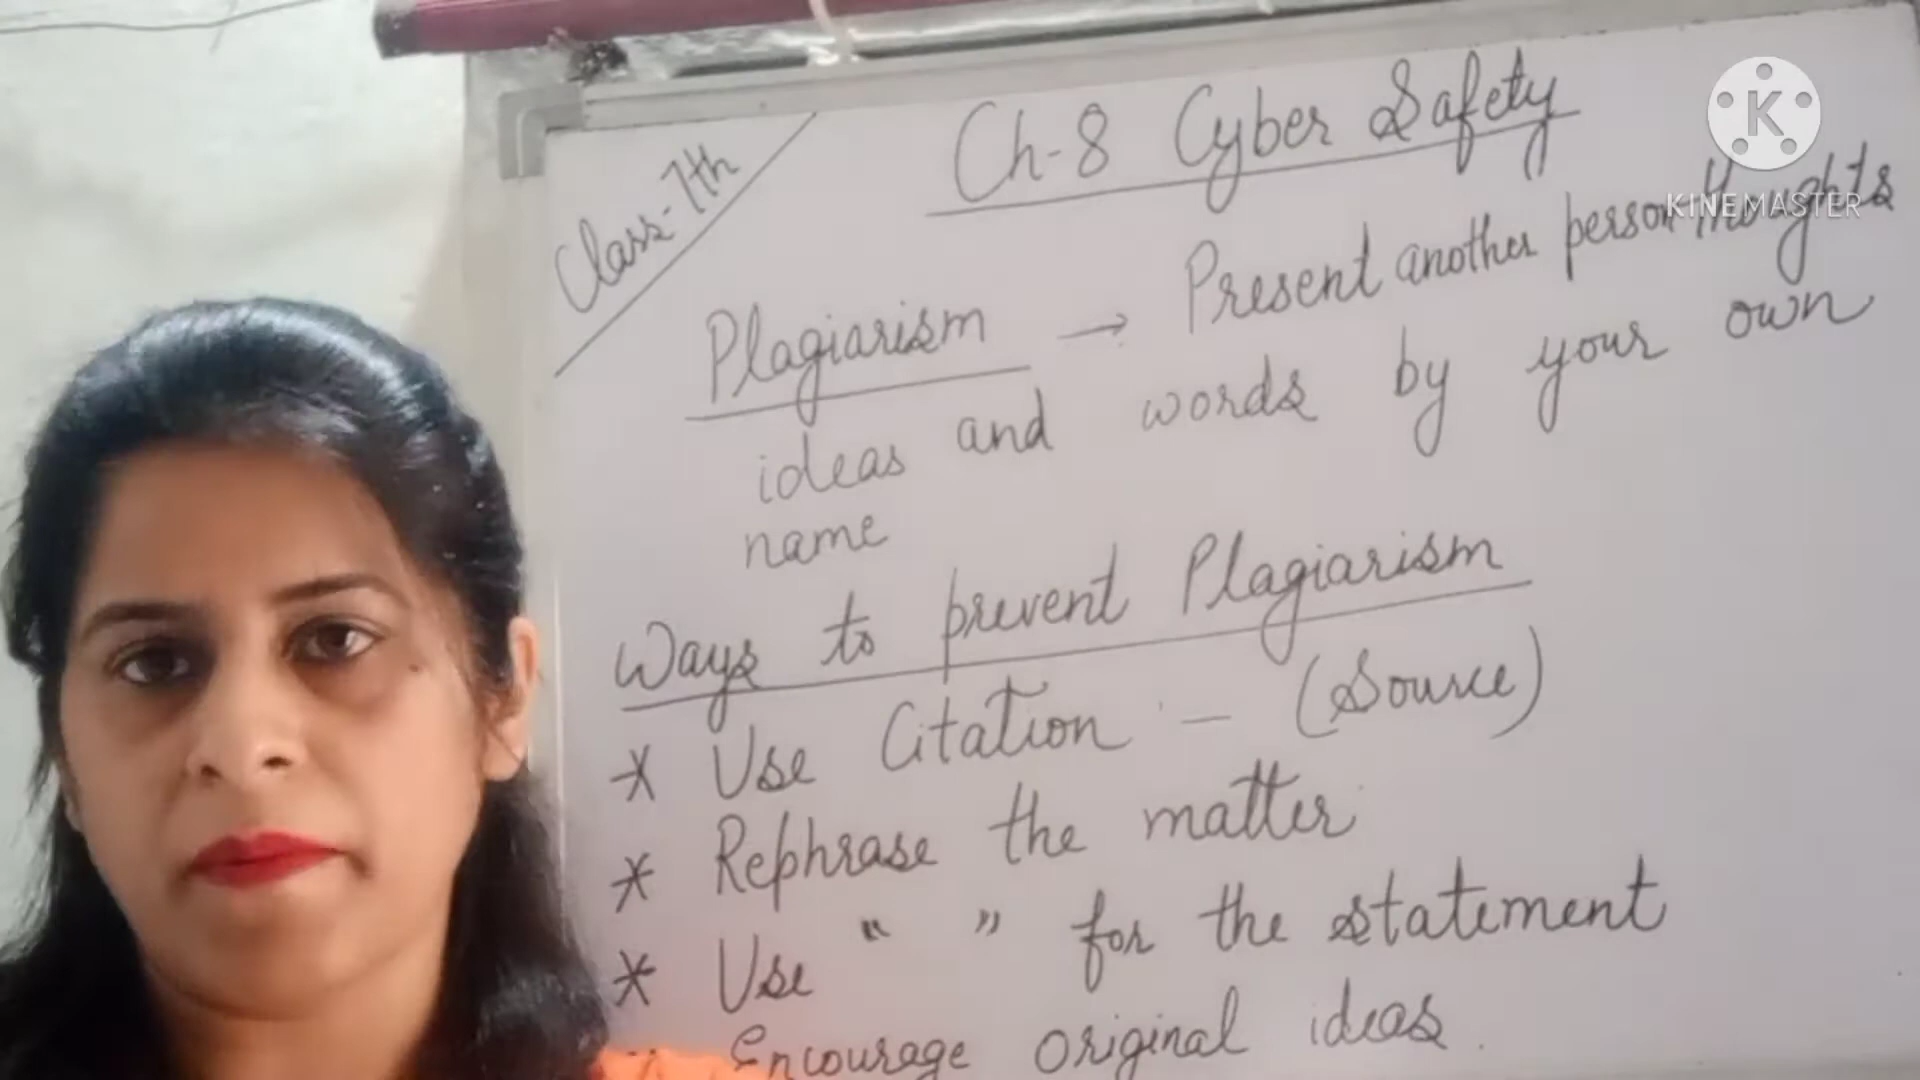 Class-7th
Ch-8 Cyber Safety
K
KINEMASTER
Plagiarism → Present another person thoughts
ideas and words by your own
name
Ways to prevent Plagiarism
* Use Citation - (Source)
* Rephrase the matter
* Use “ ” for the statement
* Encourage original ideas.